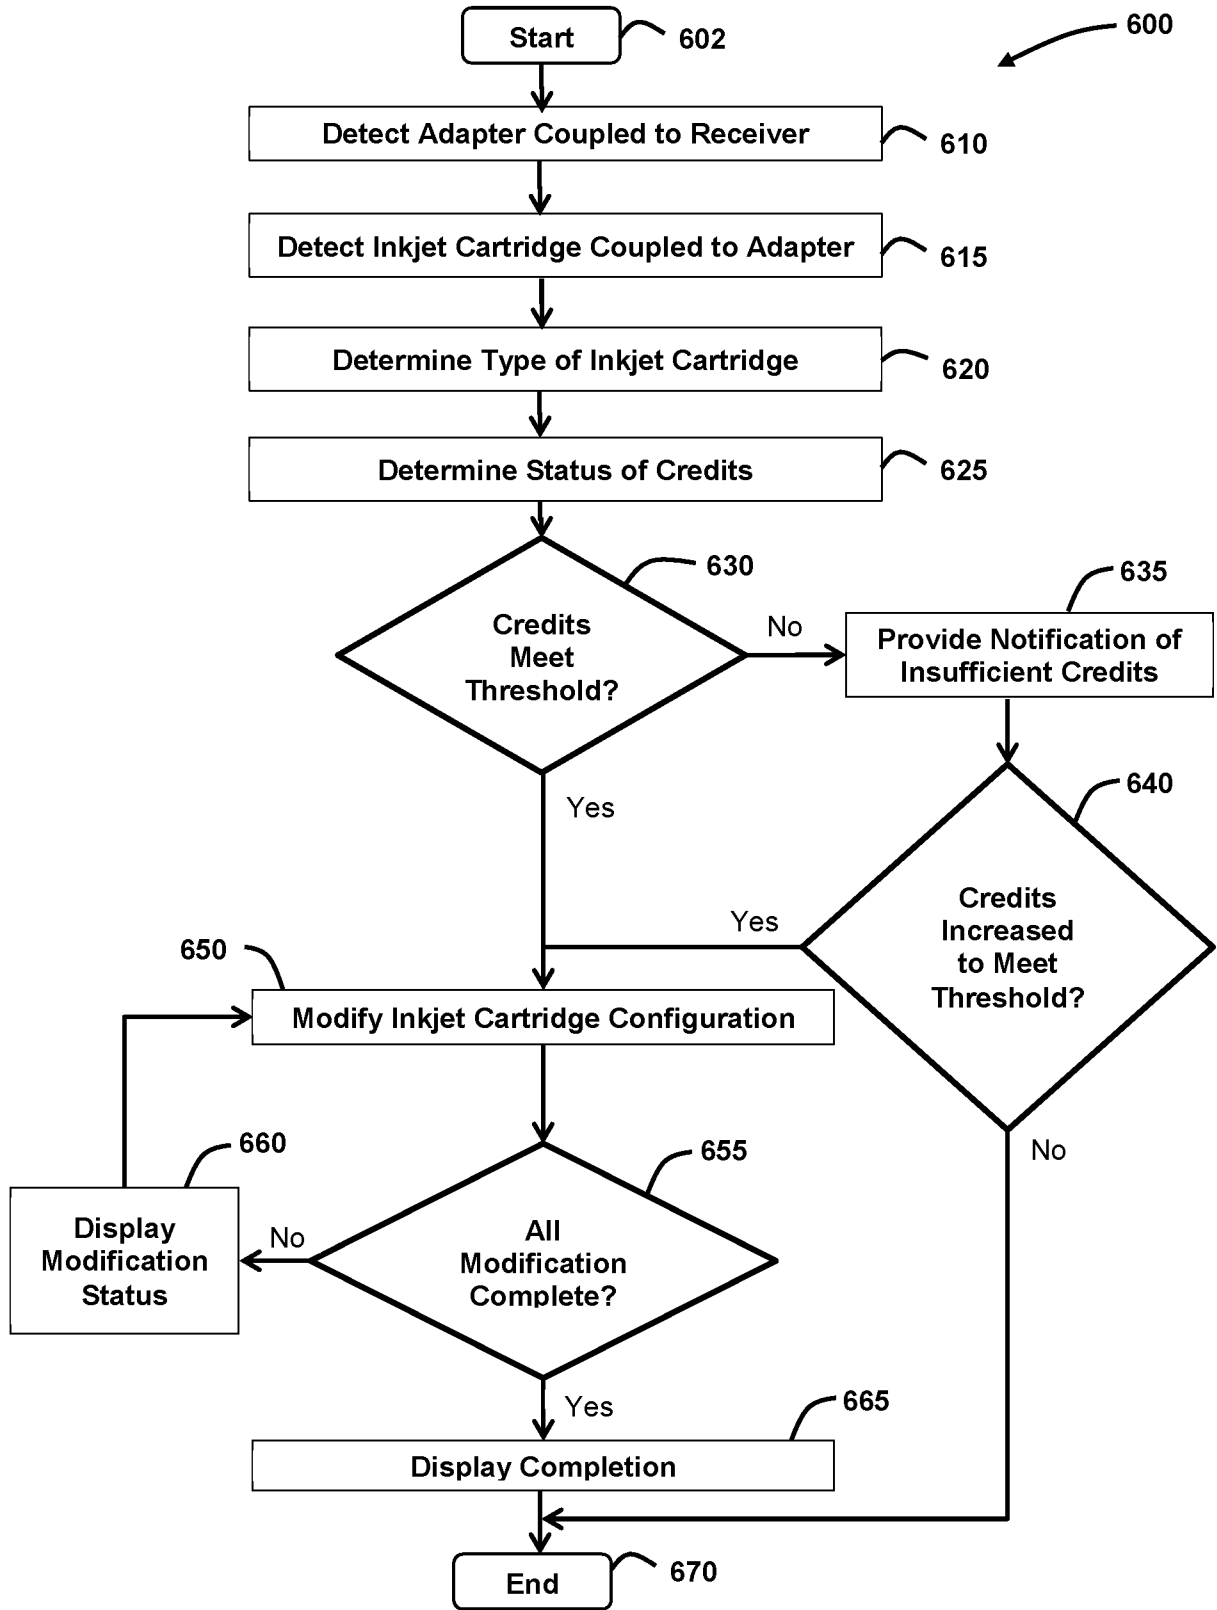 600
Start
602
Detect Adapter Coupled to Receiver
610
Detect Inkjet Cartridge Coupled to Adapter
615
Determine Type of Inkjet Cartridge
620
Determine Status of Credits
625
630
Credits
Meet
Threshold?
No
635
Provide Notification of
Insufficient Credits
Yes
640
Credits
Increased
to Meet
Threshold?
Yes
No
650
Modify Inkjet Cartridge Configuration
655
All
Modification
Complete?
No
660
Display
Modification
Status
Yes
665
Display Completion
End
670